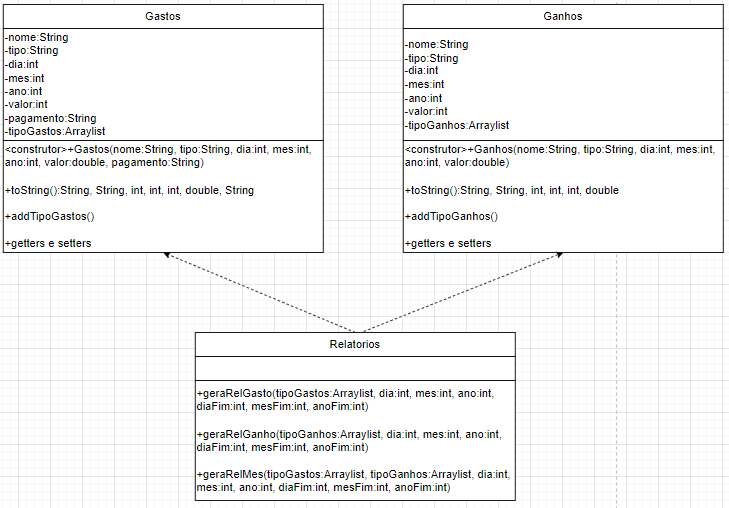 Gastos
-nome:String
-tipo:String
-dia:int
-mes:int
-ano:int
-valor:int
-pagamento:String
-tipoGastos:Arraylist
<construtor>+Gastos(nome:String, tipo:String, dia:int, mes:int,
ano:int, valor:double, pagamento:String)
+toString():String, String, int, int, int, double, String
+addTipoGastos()
+getters e setters
Ganhos
-nome:String
-tipo:String
-dia:int
-mes:int
-ano:int
-valor:int
-tipoGanhos:Arraylist
<construtor>+Ganhos(nome:String, tipo:String, dia:int, mes:int,
ano:int, valor:double)
+toString():String, String, int, int, int, double
+addTipoGanhos()
+getters e setters
Relatorios
+geraRelGasto(tipoGastos:Arraylist, dia:int, mes:int, ano:int,
diaFim:int, mesFim:int, anoFim:int)
+geraRelGanho(tipoGanhos:Arraylist, dia:int, mes:int, ano:int,
diaFim:int, mesFim:int, anoFim:int)
+geraRelMes(tipoGastos:Arraylist, tipoGanhos:Arraylist, dia:int,
mes:int, ano:int, diaFim:int, mesFim:int, anoFim:int)